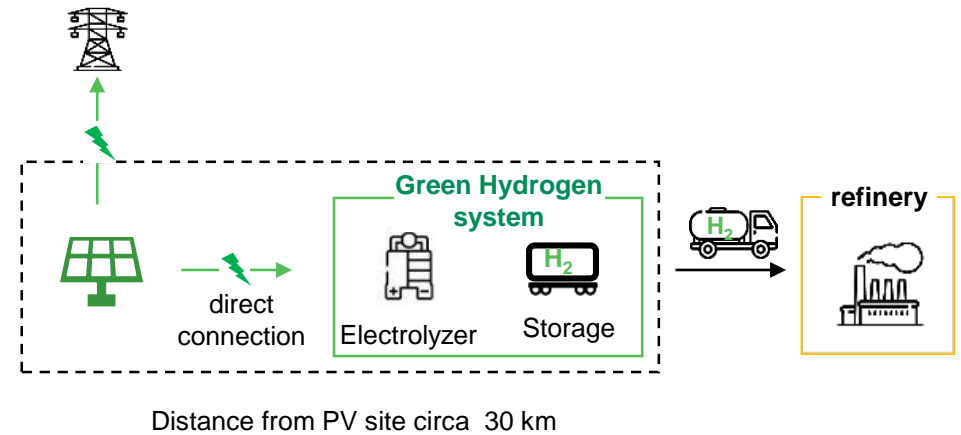 Green Hydrogen
system
refinery
H₂
H₂
direct
connection
Electrolyzer
Storage
+ −
Distance from PV site circa  30 km